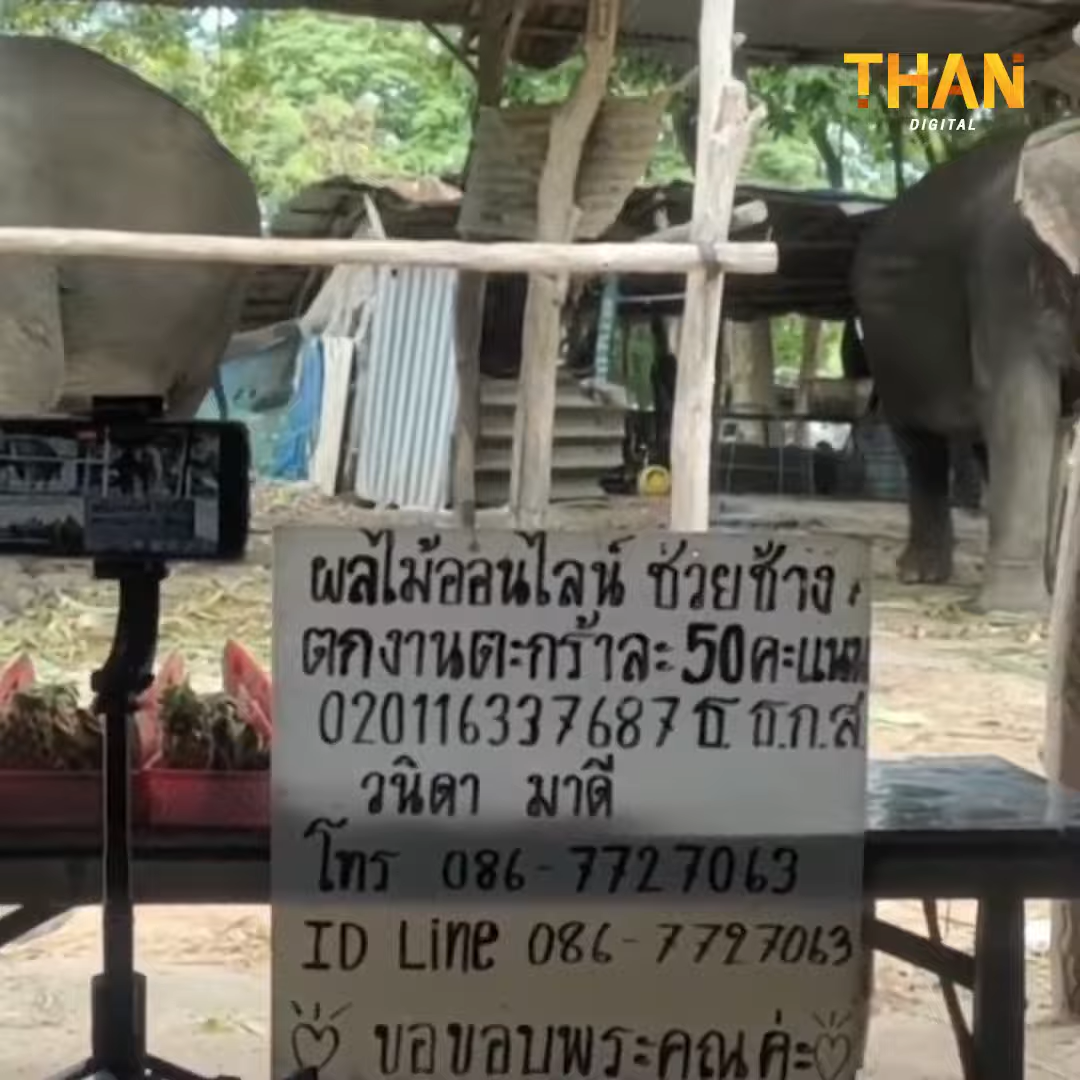 THAN
DIGITAL
ผลไม้ออนไลน์ ช่วยช้าง
ตกงานตะกร้าละ 50 คะแนน
020116337687 ธ. ธ.ก.ส
วนิดา มาดี
โทร 086-7727063
ID Line 086-7727063
ขอขอบพระคุณค่ะ